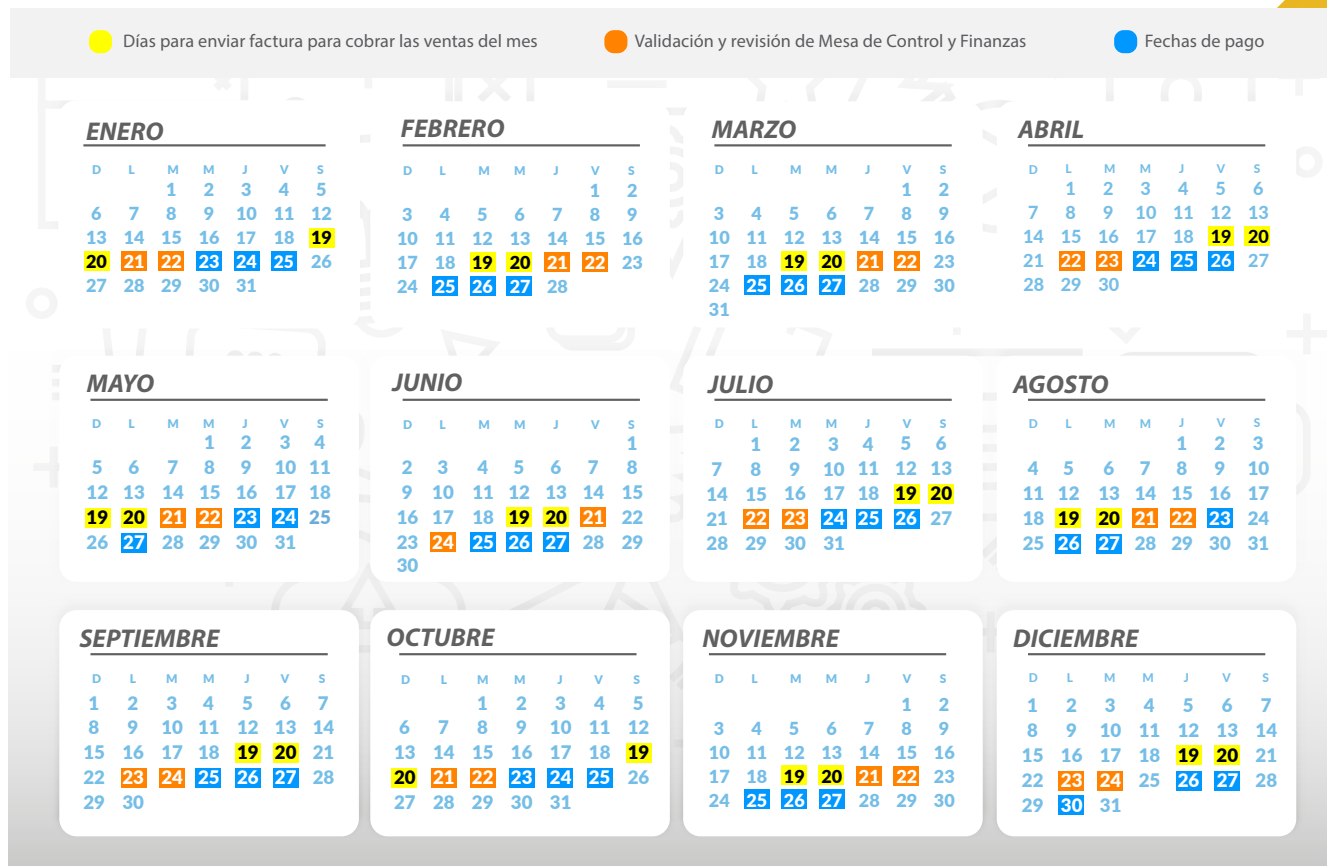 Días para enviar factura para cobrar las ventas del mes
Validación y revisión de Mesa de Control y Finanzas
Fechas de pago
ENERO
D L M M J V S
1 2 3 4 5
6 7 8 9 10 11 12
13 14 15 16 17 18 19
20 21 22 23 24 25 26
27 28 29 30 31
FEBRERO
D L M M J V S
1 2
3 4 5 6 7 8 9
10 11 12 13 14 15 16
17 18 19 20 21 22 23
24 25 26 27 28
MARZO
D L M M J V S
1 2
3 4 5 6 7 8 9
10 11 12 13 14 15 16
17 18 19 20 21 22 23
24 25 26 27 28 29 30
31
ABRIL
D L M M J V S
1 2 3 4 5 6
7 8 9 10 11 12 13
14 15 16 17 18 19 20
21 22 23 24 25 26 27
28 29 30
MAYO
D L M M J V S
1 2 3 4
5 6 7 8 9 10 11
12 13 14 15 16 17 18
19 20 21 22 23 24 25
26 27 28 29 30 31
JUNIO
D L M M J V S
1
2 3 4 5 6 7 8
9 10 11 12 13 14 15
16 17 18 19 20 21 22
23 24 25 26 27 28 29
30
JULIO
D L M M J V S
1 2 3 4 5 6
7 8 9 10 11 12 13
14 15 16 17 18 19 20
21 22 23 24 25 26 27
28 29 30 31
AGOSTO
D L M M J V S
1 2 3
4 5 6 7 8 9 10
11 12 13 14 15 16 17
18 19 20 21 22 23 24
25 26 27 28 29 30 31
SEPTIEMBRE
D L M M J V S
1 2 3 4 5 6 7
8 9 10 11 12 13 14
15 16 17 18 19 20 21
22 23 24 25 26 27 28
29 30
OCTUBRE
D L M M J V S
1 2 3 4 5
6 7 8 9 10 11 12
13 14 15 16 17 18 19
20 21 22 23 24 25 26
27 28 29 30 31
NOVIEMBRE
D L M M J V S
1 2
3 4 5 6 7 8 9
10 11 12 13 14 15 16
17 18 19 20 21 22 23
24 25 26 27 28 29 30
DICIEMBRE
D L M M J V S
1 2 3 4 5 6 7
8 9 10 11 12 13 14
15 16 17 18 19 20 21
22 23 24 25 26 27 28
29 30 31